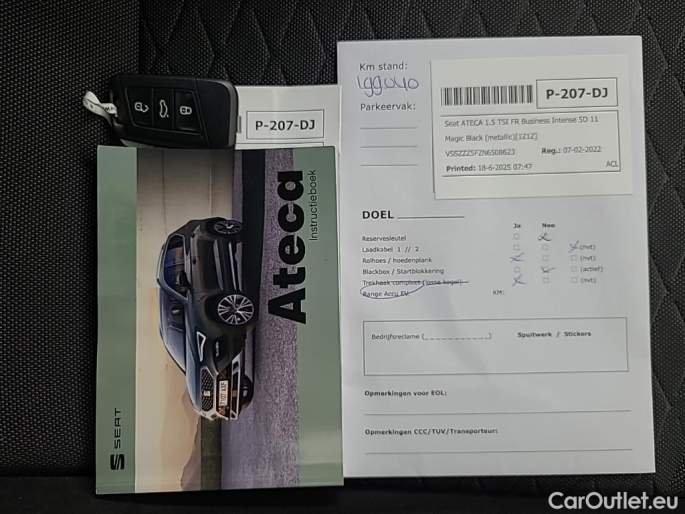 Km stand:
199040
Parkeervak:
P-207-DJ
Seat ATECA 1.5 TSI FR Business Intense 5D 11
Magic Black (metallic)[1Z1Z]
VSSZZZ5FZN6508623 Reg.: 07-02-2022
Printed: 18-6-2025 07:47 ACL
P-207-DJ
DOEL
Ja Nee
Reservesleutel
Laadkabel 1 // 2 (nvt)
Rolhoes / hoedenplank (nvt)
Blackbox / Startblokkering (actief)
Trekhaak compleet (losse kogel) (nvt)
Range Accu EV: KM:
Bedrijfsreclame (_ _ _ _ _ _ _ _ _ _) Spuitwerk / Stickers
Opmerkingen voor EOL:
Opmerkingen CCC/TUV/Transporteur:
Ateca
Instructieboek
SEAT
CarOutlet.eu